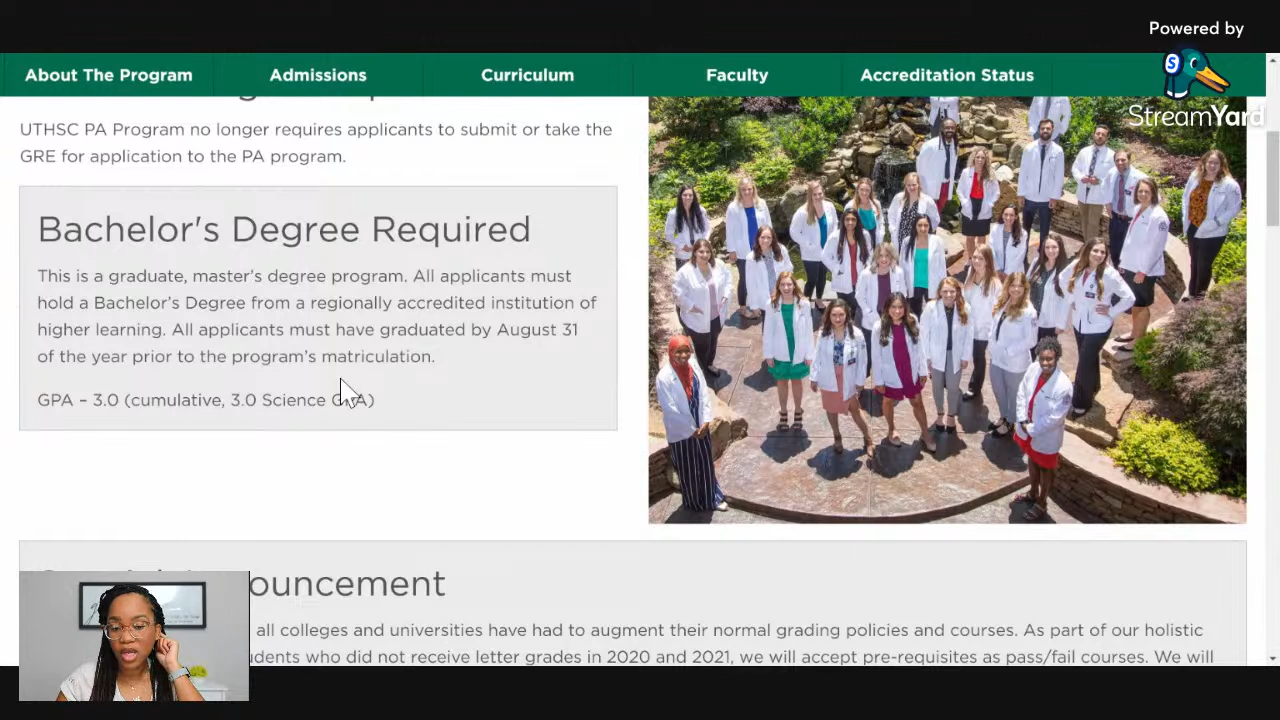 Powered by
StreamYard
About The Program
Admissions
Curriculum
Faculty
Accreditation Status
UTHSC PA Program no longer requires applicants to submit or take the
GRE for application to the PA program.
Bachelor's Degree Required
This is a graduate, master's degree program. All applicants must
hold a Bachelor's Degree from a regionally accredited institution of
higher learning. All applicants must have graduated by August 31
of the year prior to the program's matriculation.
GPA – 3.0 (cumulative, 3.0 Science GPA)
all colleges and universities have had to augment their normal grading policies and courses. As part of our holistic
who did not receive letter grades in 2020 and 2021, we will accept pre-requisites as pass/fail courses. We will